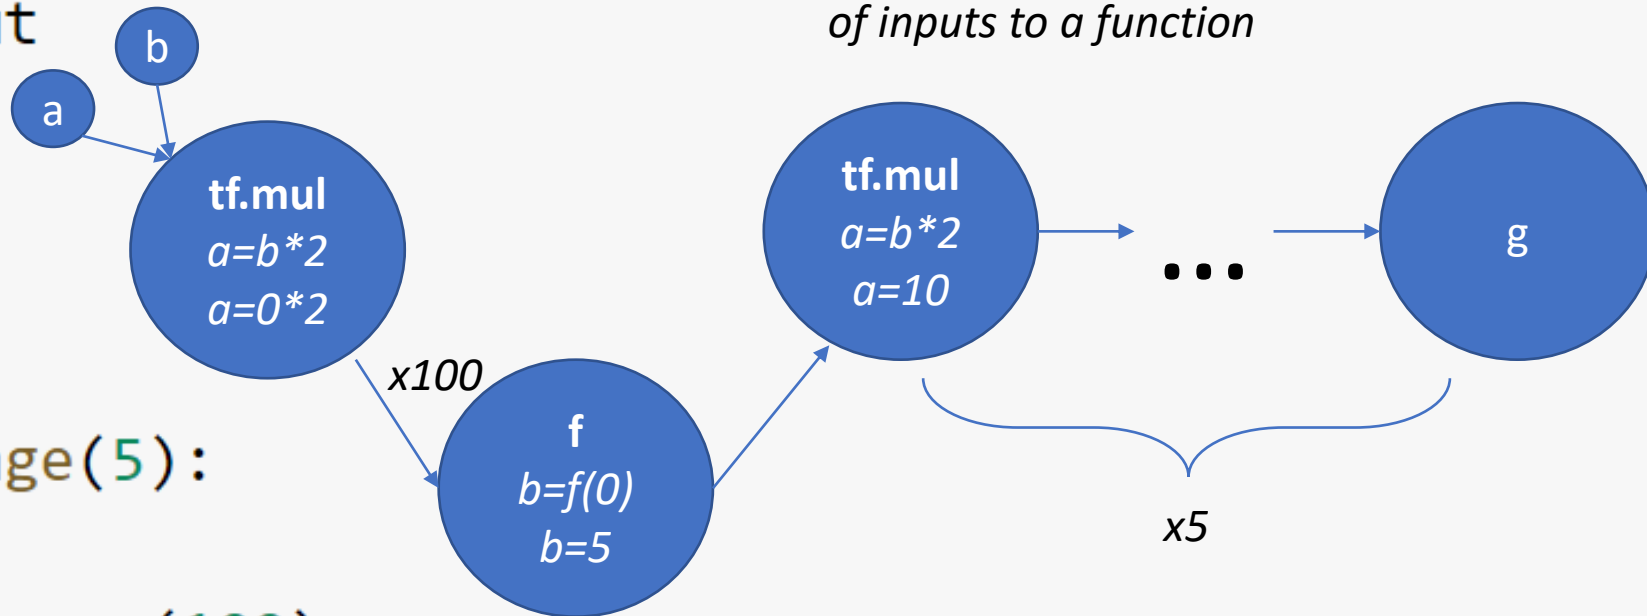 of inputs to a function
b
a
tf.mul
a=b*2
a=0*2
x100
f
b=f(0)
b=5
tf.mul
a=b*2
a=10
...
g
x5
ge(5):